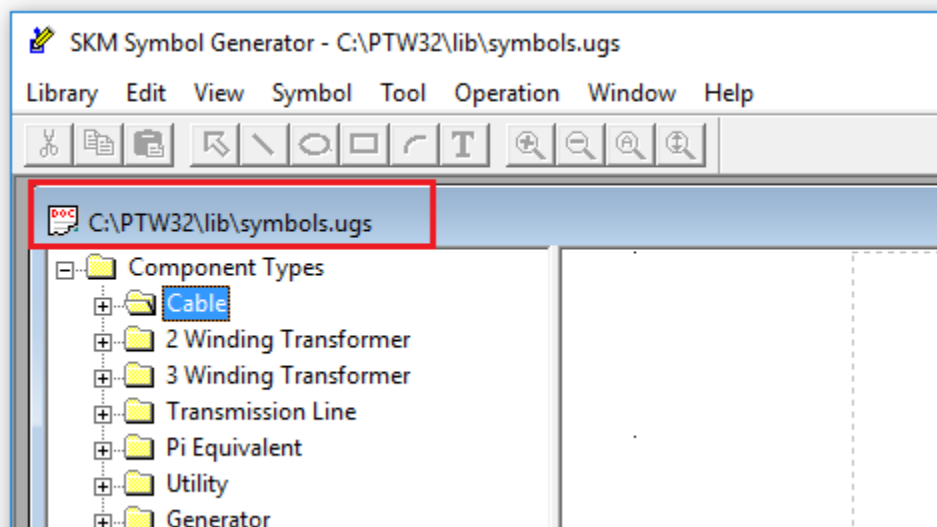 SKM Symbol Generator - C:\PTW32\lib\symbols.ugs
Library Edit View Symbol Tool Operation Window Help
T A
DOC C:\PTW32\lib\symbols.ugs
Component Types
Cable
2 Winding Transformer
3 Winding Transformer
Transmission Line
Pi Equivalent
Utility
Generator